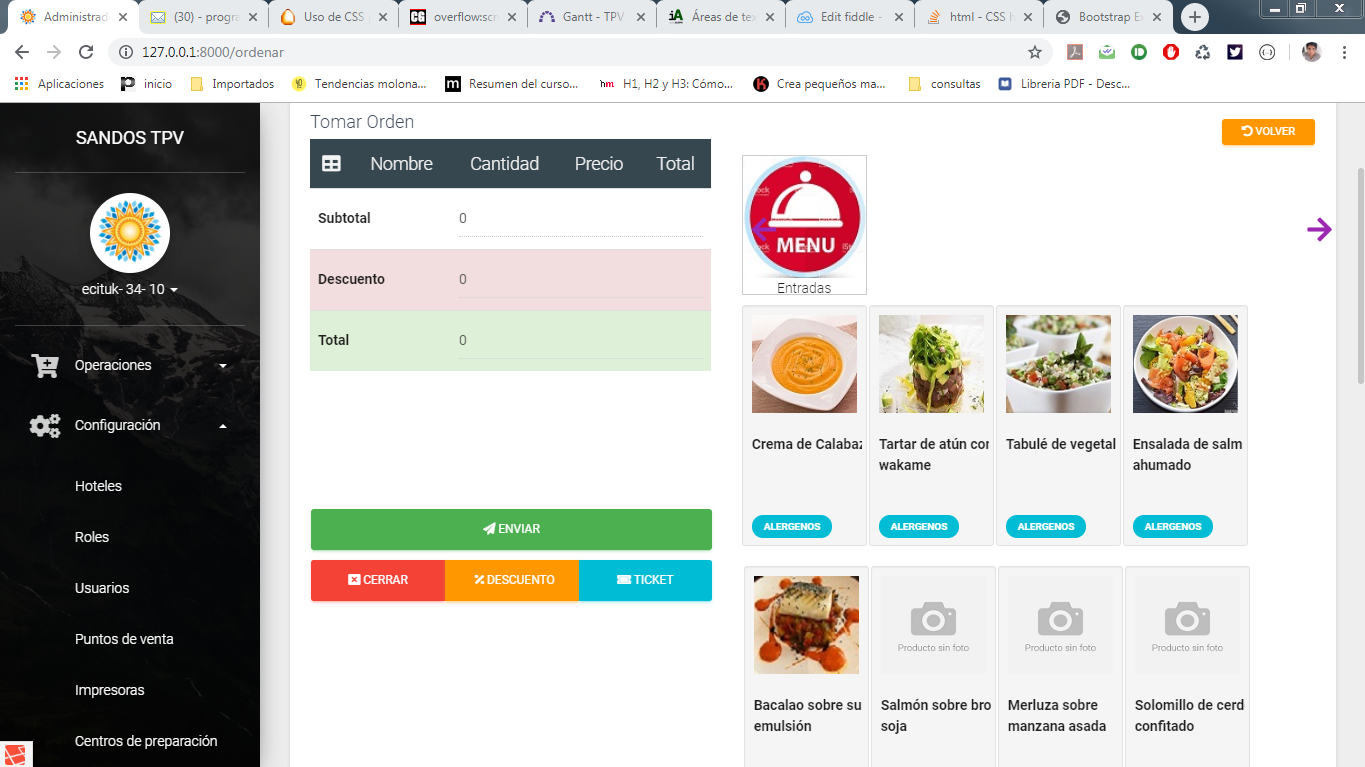 Administrad
(30) - progra
Uso de CSS
overflow:scr
Gantt - TPV
Áreas de tex
Edit fiddle -
html - CSS h
Bootstrap Ex
127.0.0.1:8000/ordenar
Aplicaciones
inicio
Importados
Tendencias molona...
Resumen del curso...
hm H1, H2 y H3: Cómo...
Crea pequeños ma...
consultas
Libreria PDF - Desc...
SANDOS TPV
ecituk- 34- 10
Operaciones
Configuración
Hoteles
Roles
Usuarios
Puntos de venta
Impresoras
Centros de preparación
Tomar Orden
VOLVER
Nombre Cantidad Precio Total
Subtotal 0
Descuento 0
Total 0
ENVIAR
CERRAR DESCUENTO TICKET
MENU
Entradas
Crema de Calabaz
Tartar de atún con
wakame
Tabulé de vegetal
Ensalada de salm
ahumado
ALERGENOS ALERGENOS ALERGENOS ALERGENOS
Producto sin foto Producto sin foto Producto sin foto
Bacalao sobre su
emulsión
Salmón sobre bro
soja
Merluza sobre
manzana asada
Solomillo de cerd
confitado